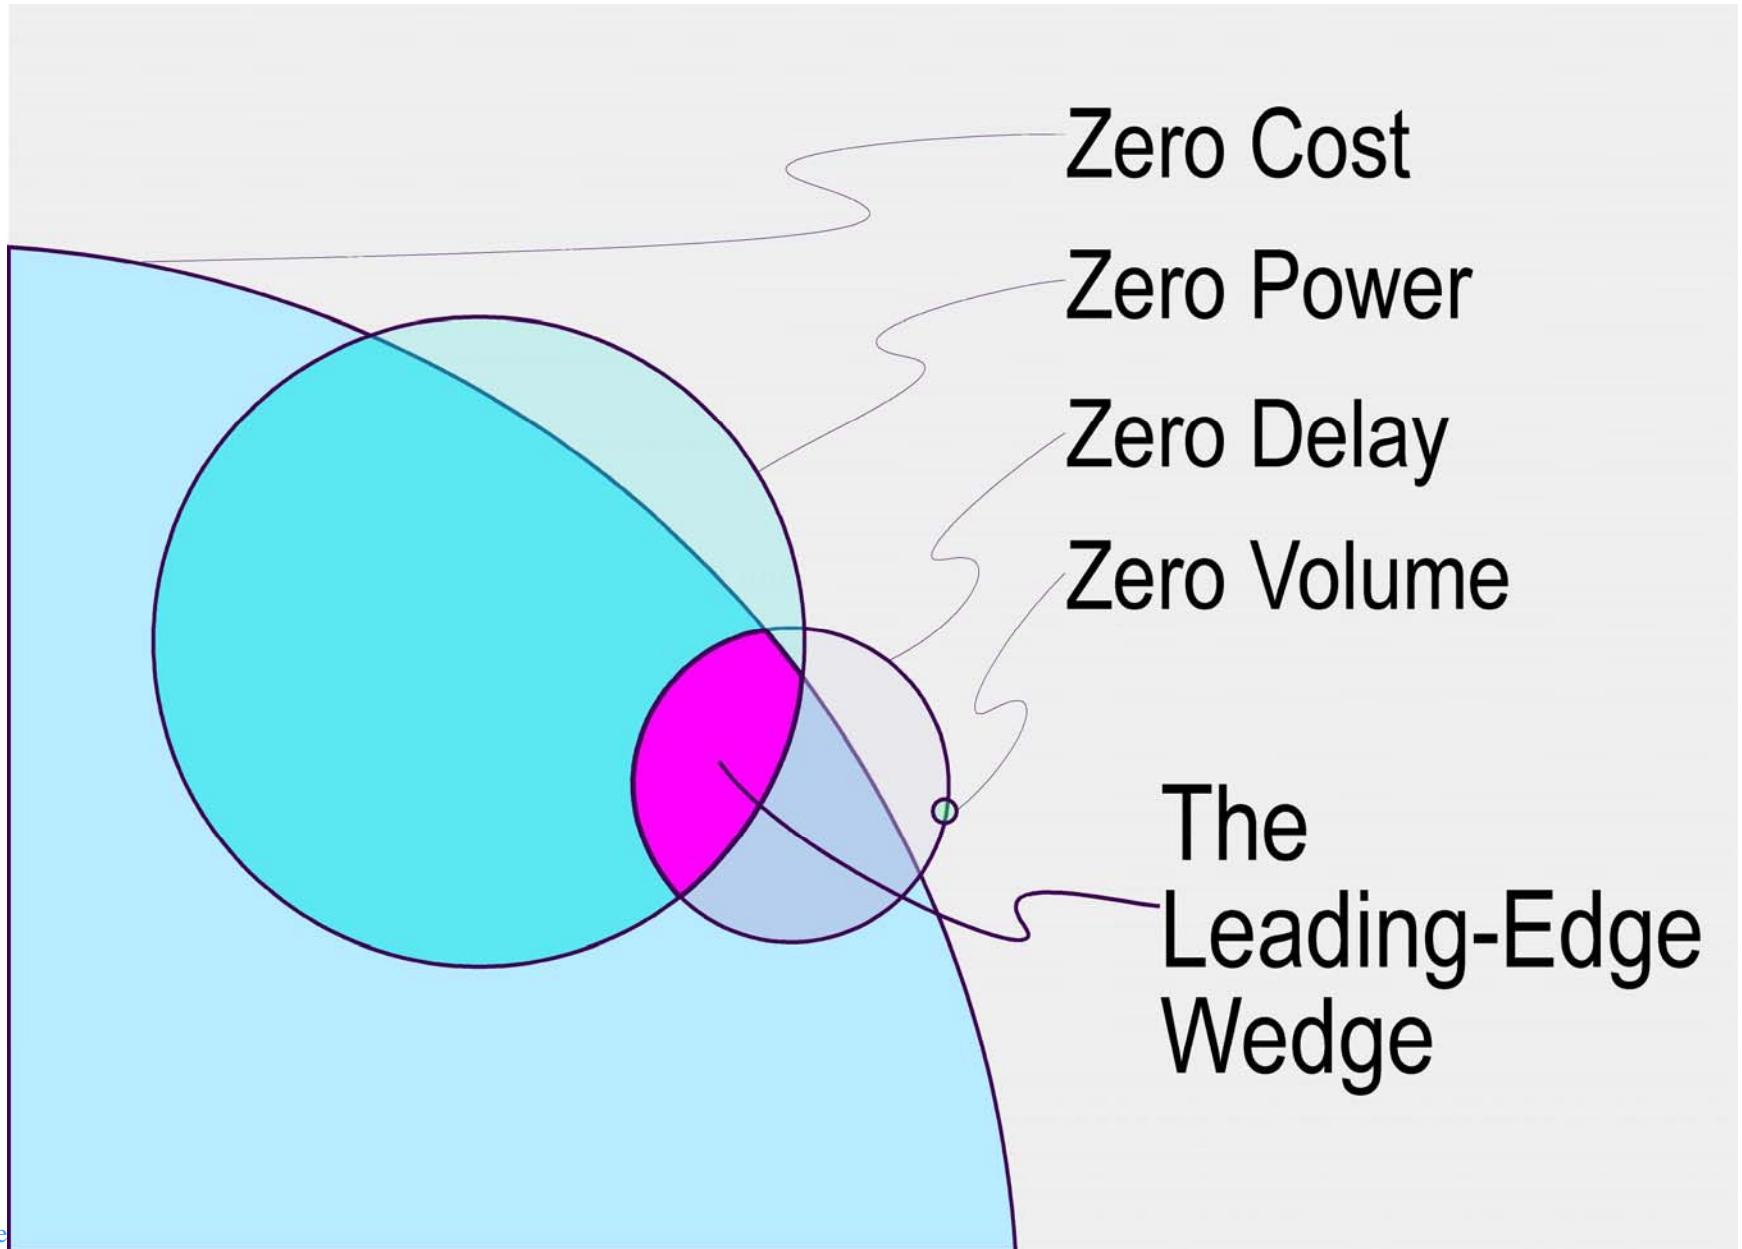 Zero Cost
Zero Power
Zero Delay
Zero Volume
The
Leading-Edge
Wedge